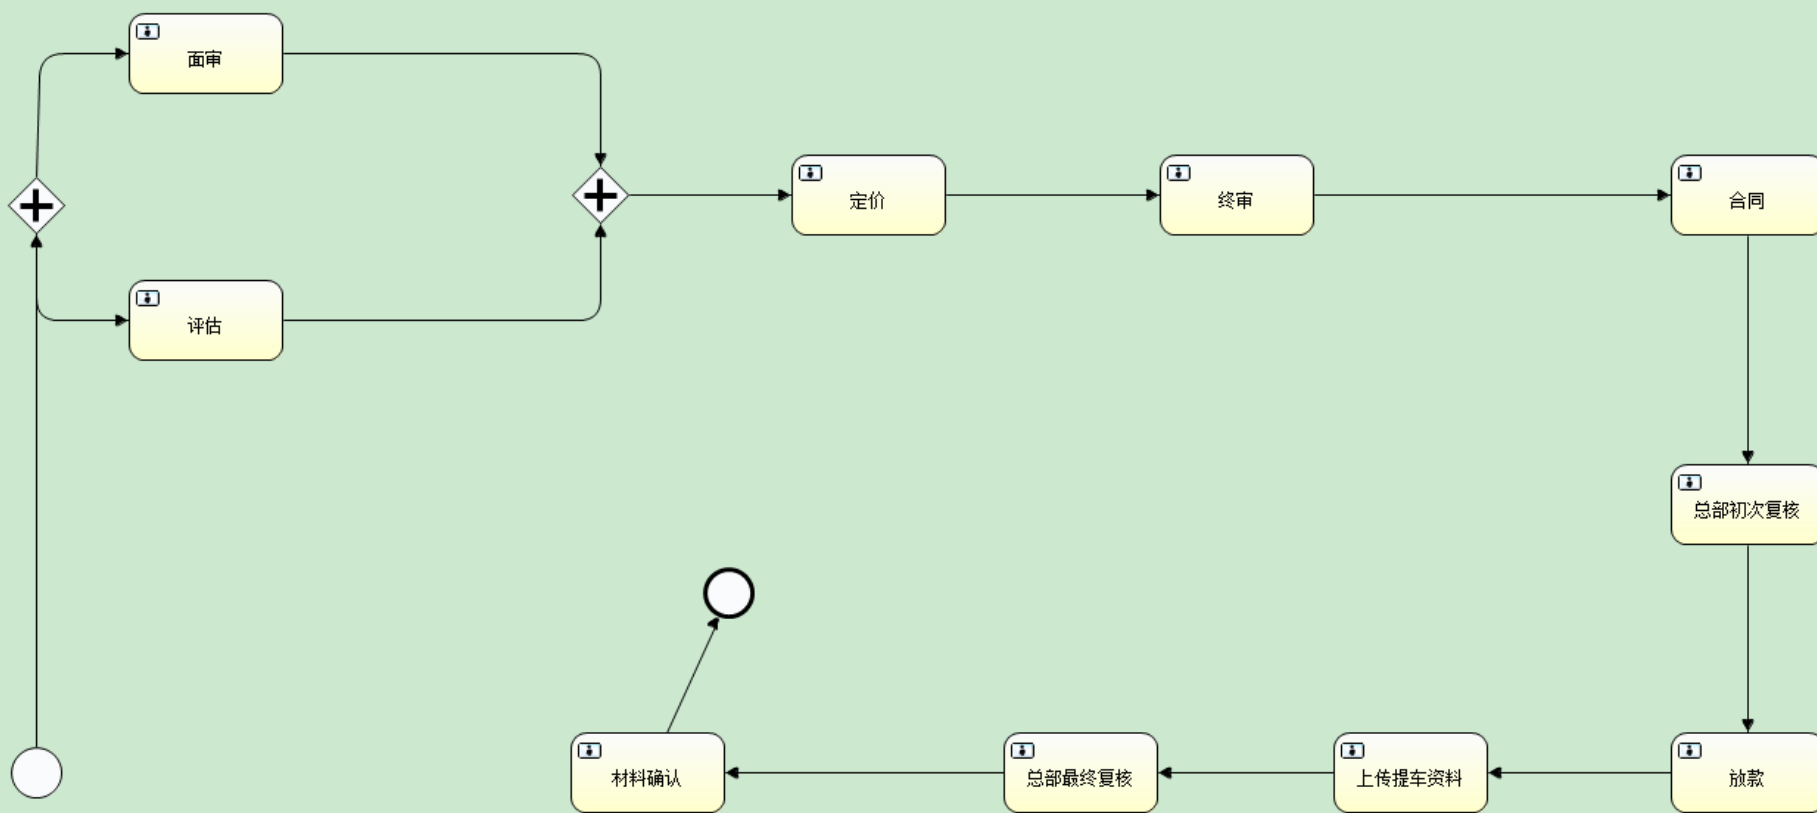 面审
评估
定价
终审
合同
总部初次复核
放款
上传提车资料
总部最终复核
材料确认